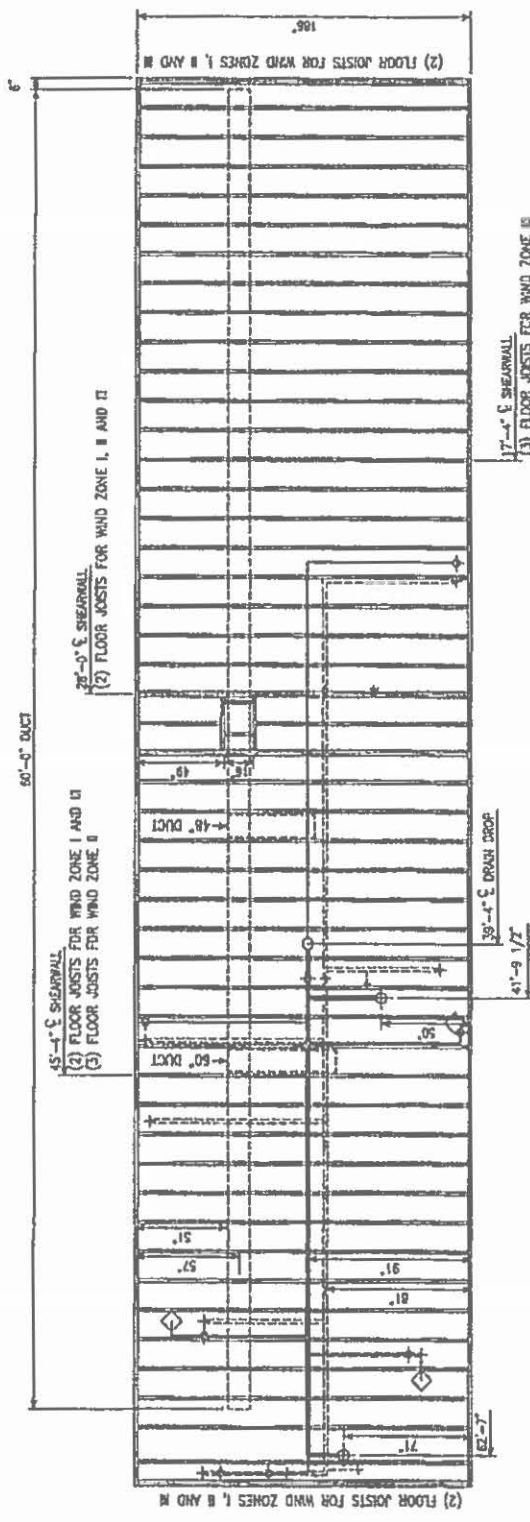 (2) FLOOR JOISTS FOR WIND ZONES I, II AND III
186"
6"
60'-0" DUCT
17'-4" ℄ SHEARWALL
(3) FLOOR JOISTS FOR WIND ZONE III
28'-0" ℄ SHEARWALL
(2) FLOOR JOISTS FOR WIND ZONE I, II AND III
49"
16"
48" DUCT
39'-4" ℄ DRAIN DROP
41'-9 1/2"
50"
45'-4" ℄ SHEARWALL
(2) FLOOR JOISTS FOR WIND ZONE I AND III
(3) FLOOR JOISTS FOR WIND ZONE II
60" DUCT
51"
57"
91"
81"
71"
62'-7"
(2) FLOOR JOISTS FOR WIND ZONES I, II AND III